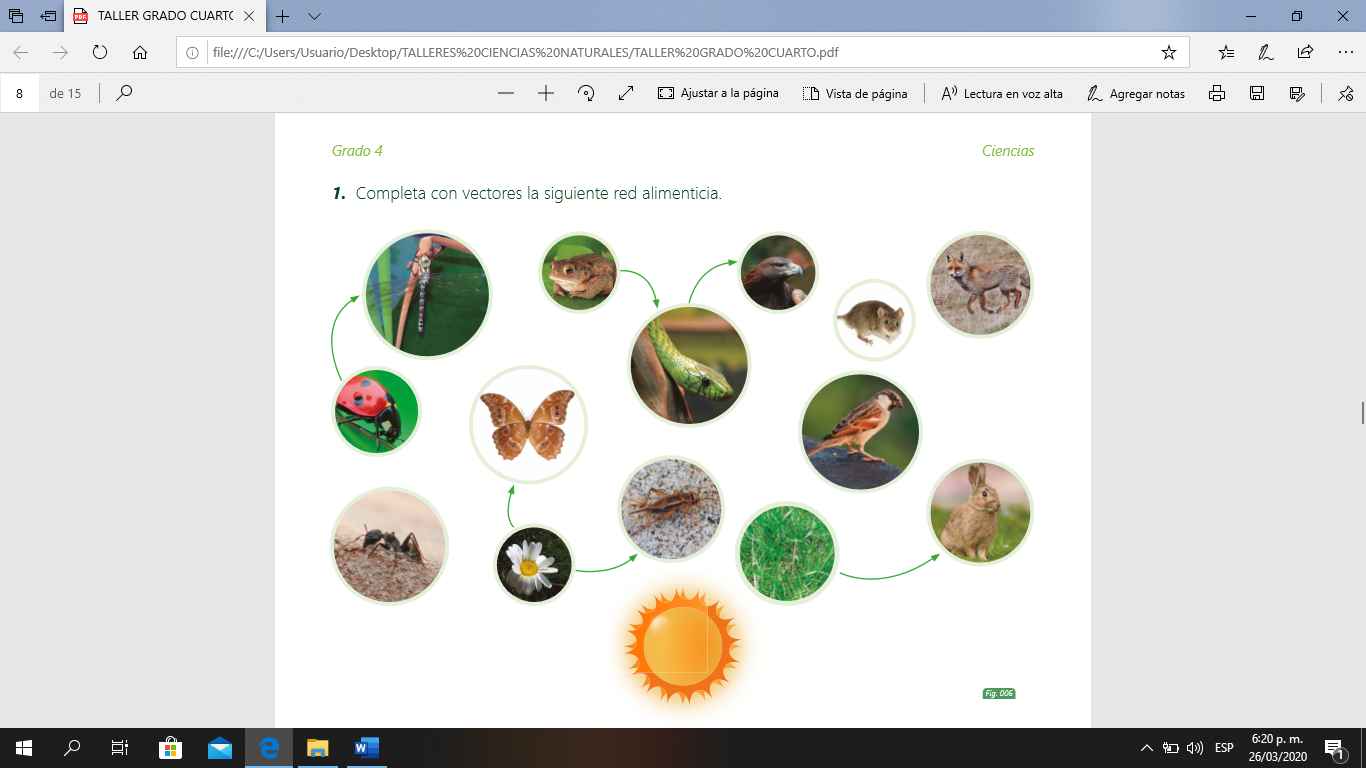 TALLER GRADO CUARTO
file:///C:/Users/Usuario/Desktop/TALLERES%20CIENCIAS%20NATURALES/TALLER%20GRADO%20CUARTO.pdf
8 de 15 Ajustar a la página Vista de página Lectura en voz alta Agregar notas
Grado 4 Ciencias
1. Completa con vectores la siguiente red alimenticia.
Fig. 006
ESP 6:20 p. m.
26/03/2020 1